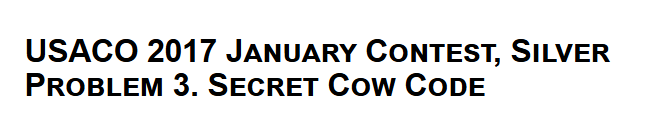 USACO 2017 January Contest, Silver
Problem 3. Secret Cow Code